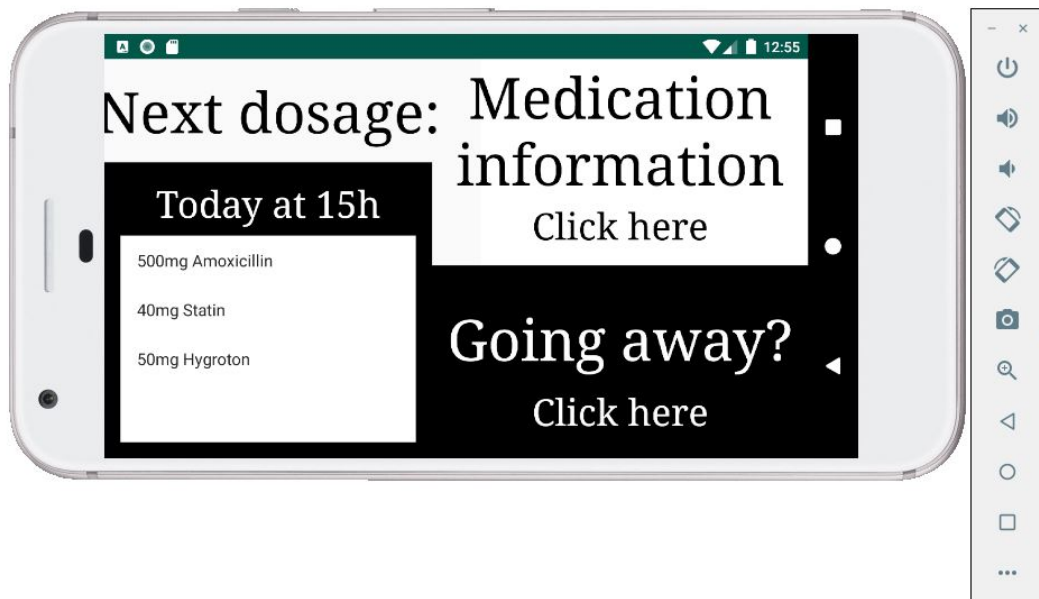 12:55
Next dosage:
Today at 15h
500mg Amoxicillin
40mg Statin
50mg Hygroton
Medication
information
Click here
Going away?
Click here